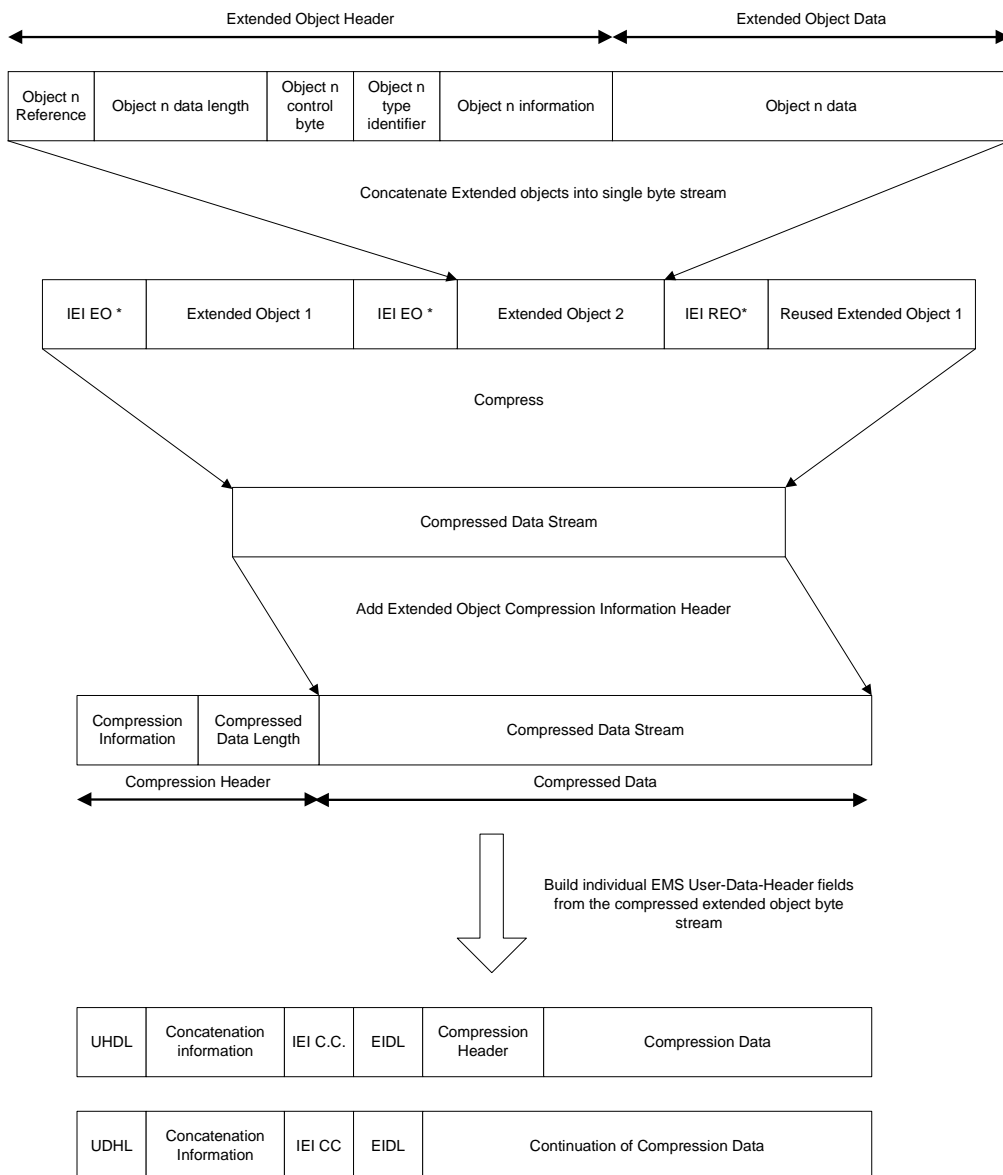 Extended Object Header
Extended Object Data
Object n
Reference
Object n data length
Object n
control
byte
Object n
type
identifier
Object n information
Object n data
Concatenate Extended objects into single byte stream
IEI EO *
Extended Object 1
IEI EO *
Extended Object 2
IEI REO*
Reused Extended Object 1
Compress
Compressed Data Stream
Add Extended Object Compression Information Header
Compression
Information
Compressed
Data Length
Compressed Data Stream
Compression Header
Compressed Data
Build individual EMS User-Data-Header fields
from the compressed extended object byte
stream
UHDL
Concatenation
information
IEI C.C.
EIDL
Compression
Header
Compression Data
UDHL
Concatenation
Information
IEI CC
EIDL
Continuation of Compression Data